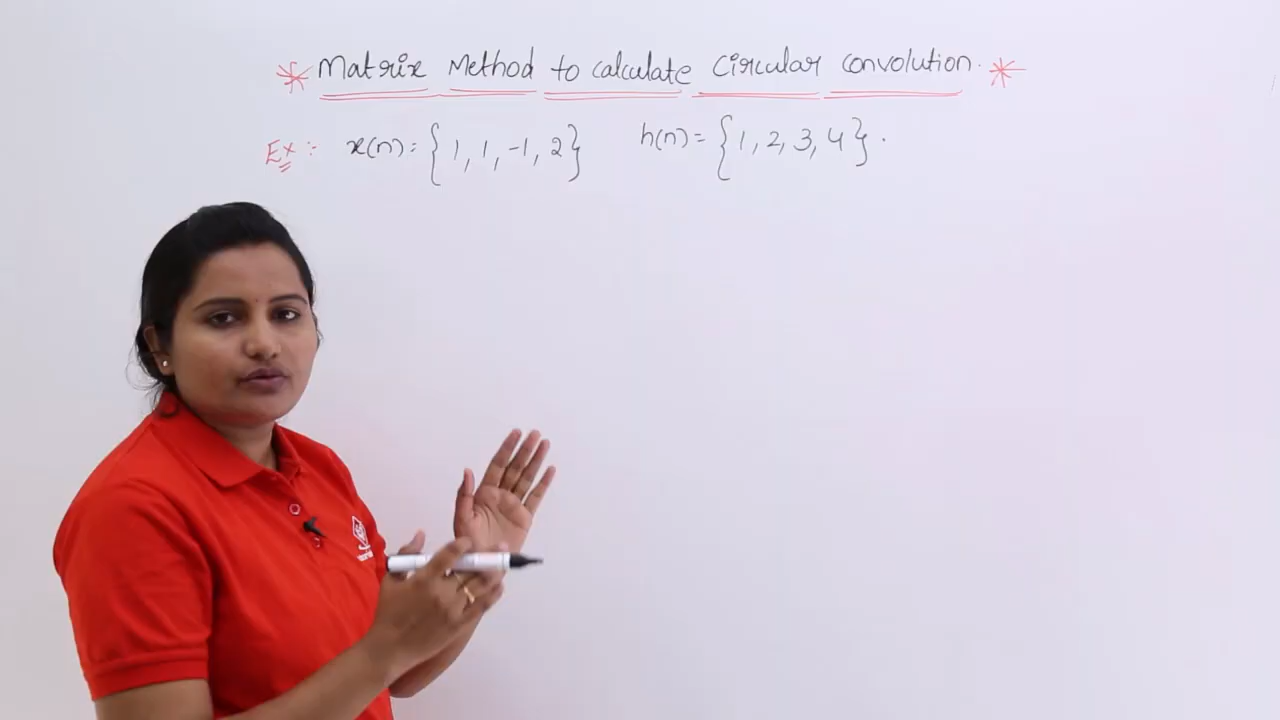 * Matrix Method to calculate Circular Convolution. *
Ex :- x(n) = {1, 1, -1, 2} h(n) = {1, 2, 3, 4}.